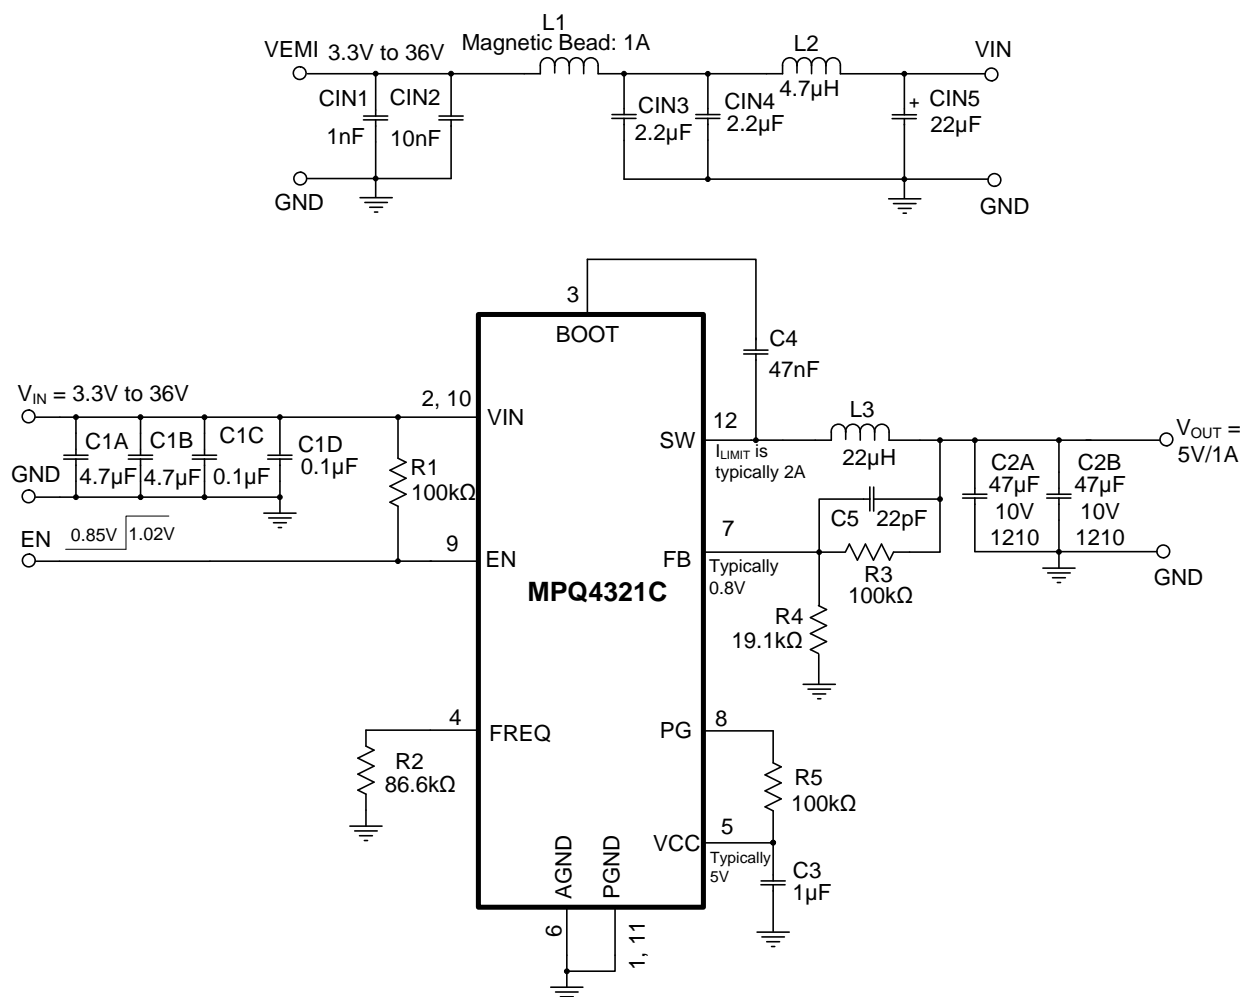 L1
Magnetic Bead: 1A
VEMI 3.3V to 36V
L2
4.7µH
VIN
CIN1
1nF
CIN2
10nF
CIN3
2.2µF
CIN4
2.2µF
+
CIN5
22µF
GND
GND
3
BOOT
C4
47nF
VIN = 3.3V to 36V
2, 10
VIN
C1A
4.7µF
C1B
4.7µF
C1C
0.1µF
C1D
0.1µF
R1
100kΩ
GND
EN
0.85V
1.02V
9
EN
12
SW
ILIMIT is
typically 2A
L3
22µH
VOUT =
5V/1A
C2A
47µF
10V
1210
C2B
47µF
10V
1210
C5
22pF
7
FB
Typically
0.8V
R3
100kΩ
GND
MPQ4321C
R4
19.1kΩ
4
FREQ
R2
86.6kΩ
8
PG
R5
100kΩ
5
VCC
Typically
5V
C3
1µF
AGND
PGND
6
1, 11